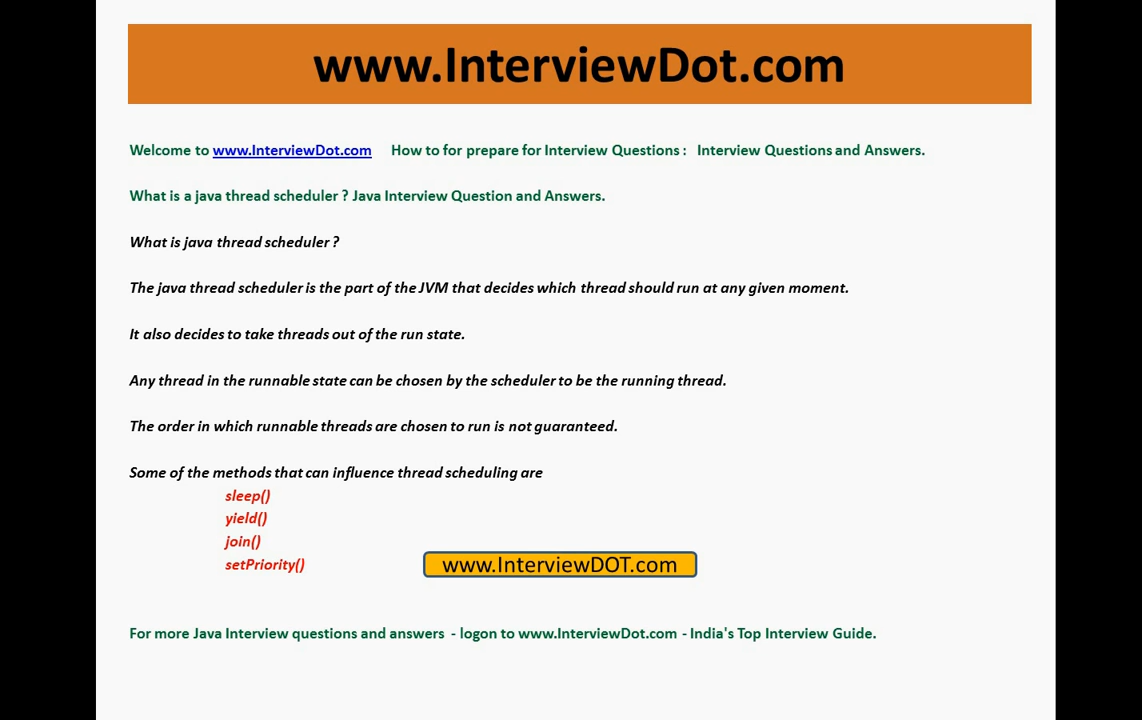 www.InterviewDot.com
Welcome to www.InterviewDot.com How to for prepare for Interview Questions : Interview Questions and Answers.
What is a java thread scheduler ? Java Interview Question and Answers.
What is java thread scheduler ?
The java thread scheduler is the part of the JVM that decides which thread should run at any given moment.
It also decides to take threads out of the run state.
Any thread in the runnable state can be chosen by the scheduler to be the running thread.
The order in which runnable threads are chosen to run is not guaranteed.
Some of the methods that can influence thread scheduling are
sleep()
yield()
join()
setPriority()
www.InterviewDOT.com
For more Java Interview questions and answers - logon to www.InterviewDot.com - India's Top Interview Guide.